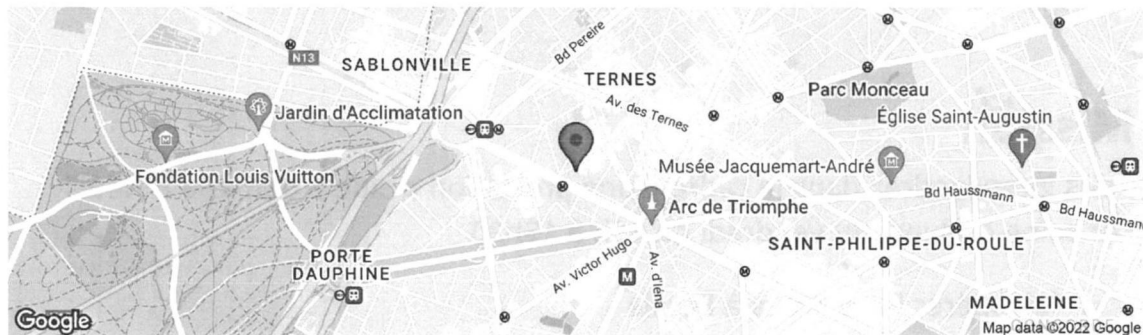 N13
SABLONVILLE
Bd Pereire
TERNES
Jardin d'Acclimatation
Av. des Ternes
Parc Monceau
Église Saint-Augustin
Fondation Louis Vuitton
Musée Jacquemart-André
Arc de Triomphe
Bd Haussmann
Bd Haussmann
SAINT-PHILIPPE-DU-ROULE
PORTE
DAUPHINE
Av. Victor Hugo
Av. d'Iéna
M
MADELEINE
Google
Map data ©2022 Google